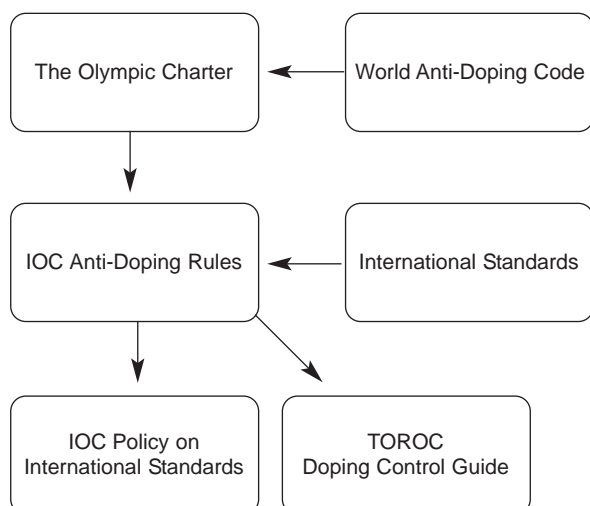 The Olympic Charter
World Anti-Doping Code
IOC Anti-Doping Rules
International Standards
IOC Policy on
International Standards
TOROC
Doping Control Guide